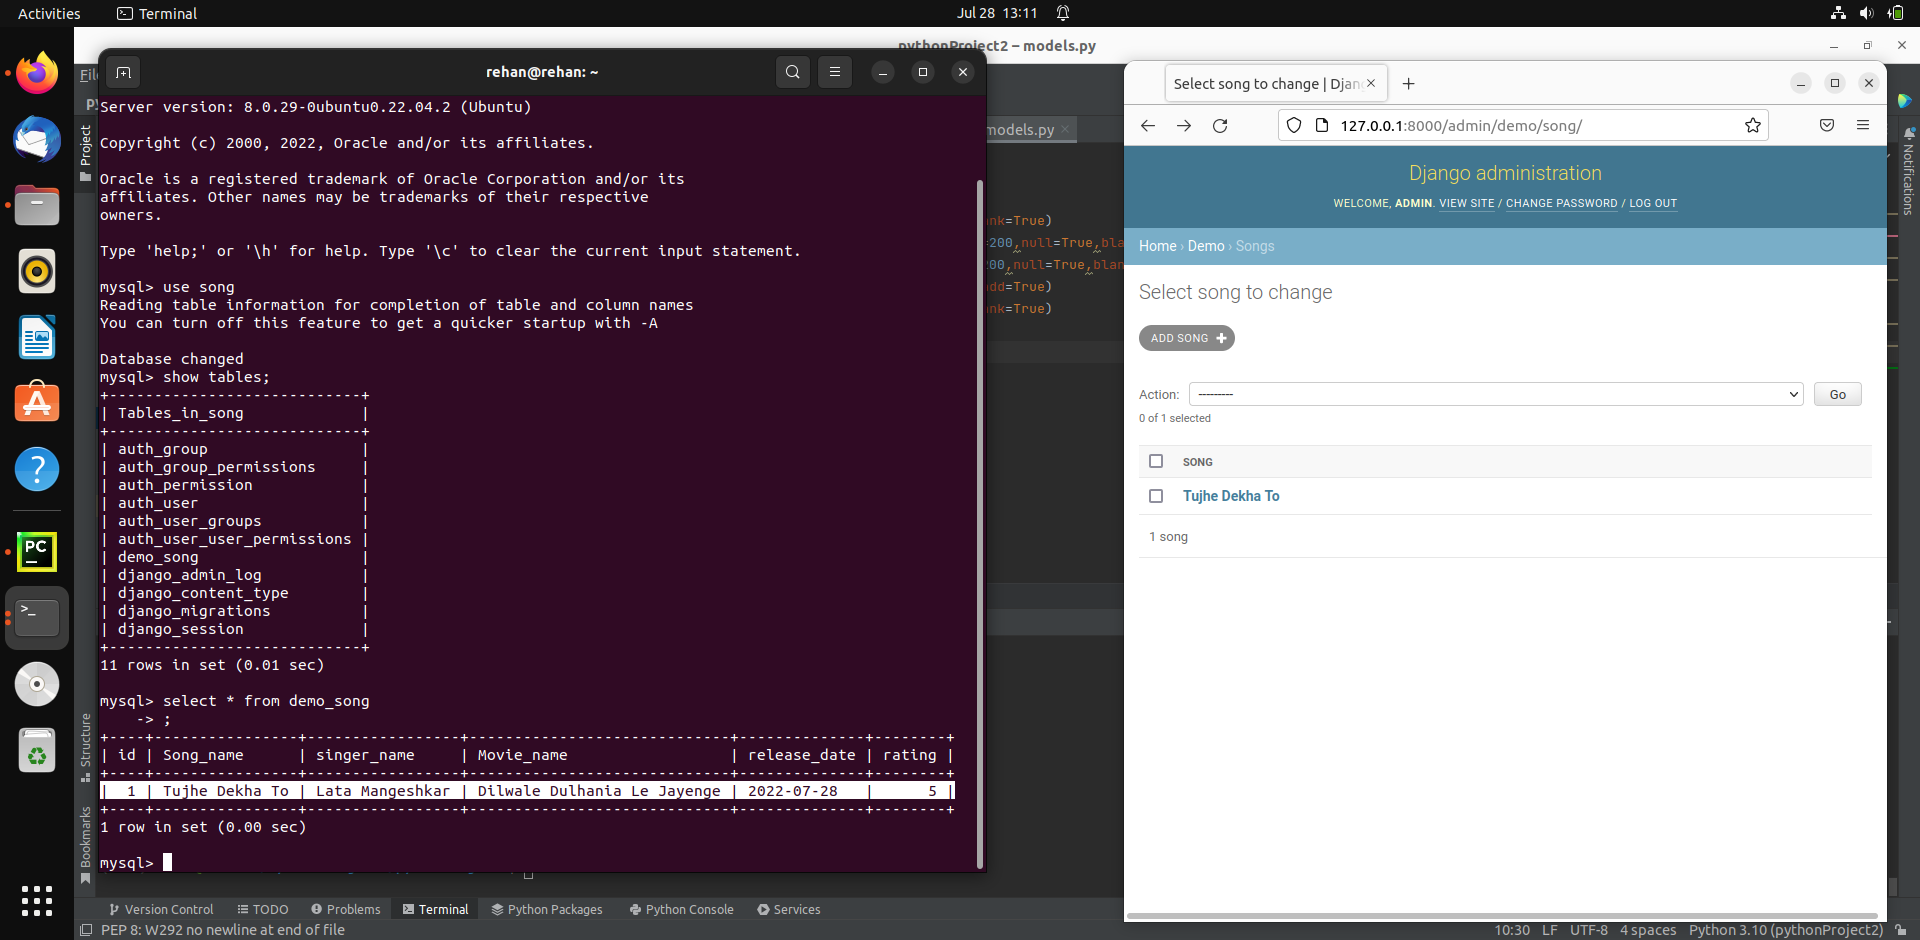 Activities
Terminal
Jul 28 13:11
pythonProject2 – models.py
rehan@rehan: ~
Server version: 8.0.29-0ubuntu0.22.04.2 (Ubuntu)
Copyright (c) 2000, 2022, Oracle and/or its affiliates.
Oracle is a registered trademark of Oracle Corporation and/or its
affiliates. Other names may be trademarks of their respective
owners.
Type 'help;' or '\h' for help. Type '\c' to clear the current input statement.
mysql> use song
Reading table information for completion of table and column names
You can turn off this feature to get a quicker startup with -A
Database changed
mysql> show tables;
+----------------------------+
| Tables_in_song             |
+----------------------------+
| auth_group                 |
| auth_group_permissions     |
| auth_permission            |
| auth_user                  |
| auth_user_groups           |
| auth_user_user_permissions |
| demo_song                  |
| django_admin_log           |
| django_content_type        |
| django_migrations          |
| django_session             |
+----------------------------+
11 rows in set (0.01 sec)
mysql> select * from demo_song
    -> ;
+----+----------------+-----------------+-----------------------------+--------------+--------+
| id | Song_name      | singer_name     | Movie_name                  | release_date | rating |
+----+----------------+-----------------+-----------------------------+--------------+--------+
|  1 | Tujhe Dekha To | Lata Mangeshkar | Dilwale Dulhania Le Jayenge | 2022-07-28   |      5 |
+----+----------------+-----------------+-----------------------------+--------------+--------+
1 row in set (0.00 sec)
mysql>
File
Project
Structure
Bookmarks
models.py
nk=True)
=200,null=True,bla
00,null=True,blan
dd=True)
nk=True)
Select song to change | Djan
127.0.0.1:8000/admin/demo/song/
Django administration
WELCOME, ADMIN. VIEW SITE / CHANGE PASSWORD / LOG OUT
Home › Demo › Songs
Select song to change
ADD SONG
Action: --------- Go
0 of 1 selected
SONG
Tujhe Dekha To
1 song
Notifications
Version Control
TODO
Problems
Terminal
Python Packages
Python Console
Services
PEP 8: W292 no newline at end of file
10:30 LF UTF-8 4 spaces Python 3.10 (pythonProject2)